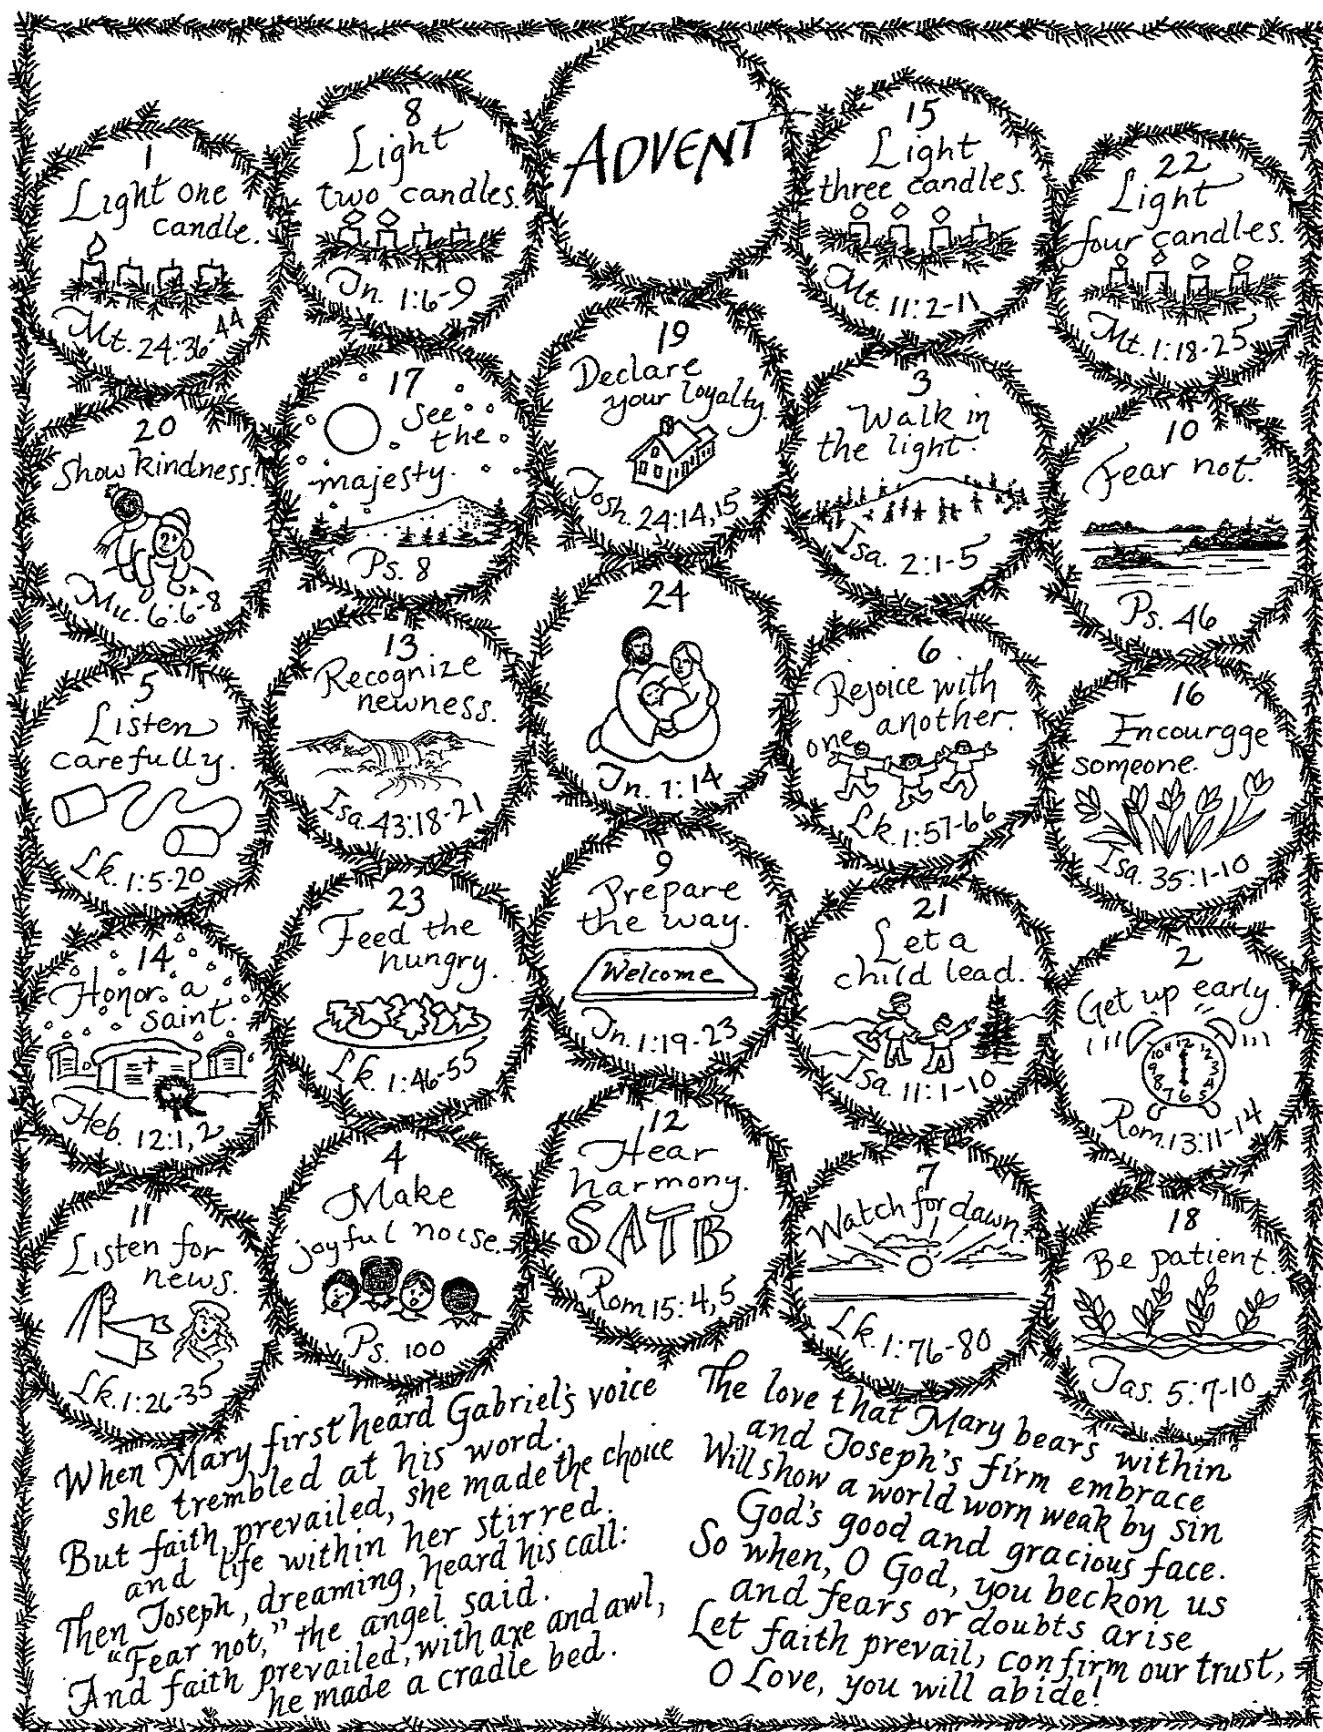 ADVENT
1
Light one
candle.
Mt. 24:36-44
8
Light
two candles.
Jn. 1:6-9
15
Light
three candles.
Mt. 11:2-11
22
Light
four candles.
Mt. 1:18-25
20
Show kindness!
Mic. 6:6-8
17
See
the
majesty.
Ps. 8
19
Declare
your loyalty.
Josh. 24:14,15
3
Walk in
the light.
Isa. 2:1-5
10
Fear not.
Ps. 46
5
Listen
carefully.
Lk. 1:5-20
13
Recognize
newness.
Isa. 43:18-21
24
Jn. 1:14
6
Rejoice with
one another.
Lk. 1:57-66
16
Encourgge
someone.
Isa. 35:1-10
14
Honor a
saint.
Heb. 12:1,2
23
Feed the
hungry.
Lk. 1:46-55
9
Prepare
the way.
Welcome
Jn. 1:19-23
21
Let a
child lead.
Isa. 11:1-10
2
Get up early.
Rom. 13:11-14
11
Listen for
news.
Lk. 1:26-35
4
Make
joyful noise.
Ps. 100
12
Hear
harmony.
SATB
Rom 15:4,5
7
Watch for dawn.
Lk. 1:76-80
18
Be patient.
Jas. 5:7-10
When Mary first heard Gabriel's voice
she trembled at his word.
But faith prevailed, she made the choice
and life within her stirred.
Then Joseph, dreaming, heard his call:
"Fear not," the angel said.
And faith prevailed, with axe and awl,
he made a cradle bed.
The love that Mary bears within
and Joseph's firm embrace
Will show a world worn weak by sin
God's good and gracious face.
So when, O God, you beckon us
and fears or doubts arise
Let faith prevail, confirm our trust,
O Love, you will abide!